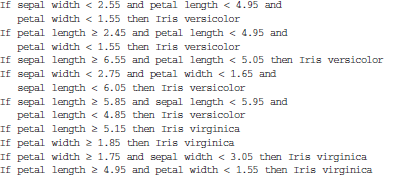 If sepal width < 2.55 and petal length < 4.95 and
petal width < 1.55 then Iris versicolor
If petal length ≥ 2.45 and petal length < 4.95 and
petal width < 1.55 then Iris versicolor
If sepal length ≥ 6.55 and petal length < 5.05 then Iris versicolor
If sepal width < 2.75 and petal width < 1.65 and
sepal length < 6.05 then Iris versicolor
If sepal length ≥ 5.85 and sepal length < 5.95 and
petal length < 4.85 then Iris versicolor
If petal length ≥ 5.15 then Iris virginica
If petal width ≥ 1.85 then Iris virginica
If petal width ≥ 1.75 and sepal width < 3.05 then Iris virginica
If petal length ≥ 4.95 and petal width < 1.55 then Iris virginica